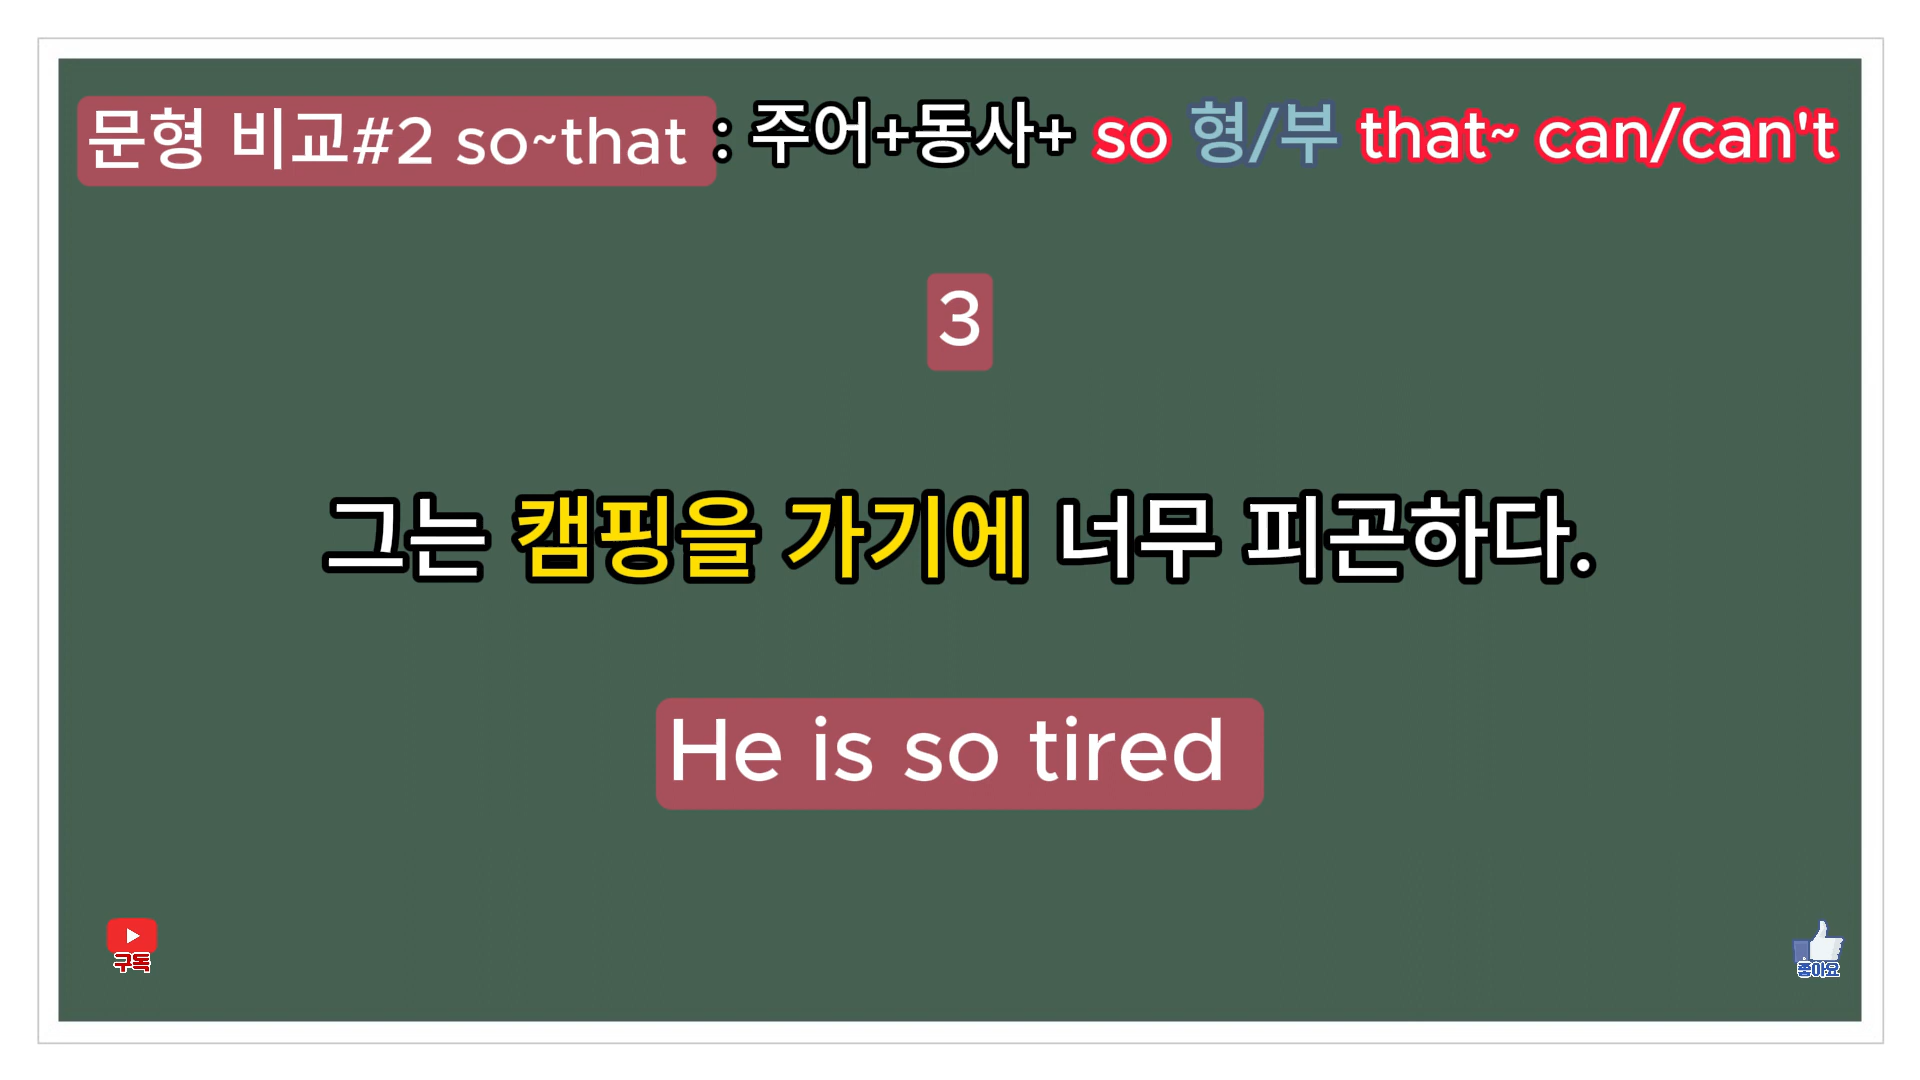 문형 비교#2 so~that : 주어+동사+ so 형/부 that~ can/can't
3
그는 캠핑을 가기에 너무 피곤하다.
He is so tired
구독
좋아요